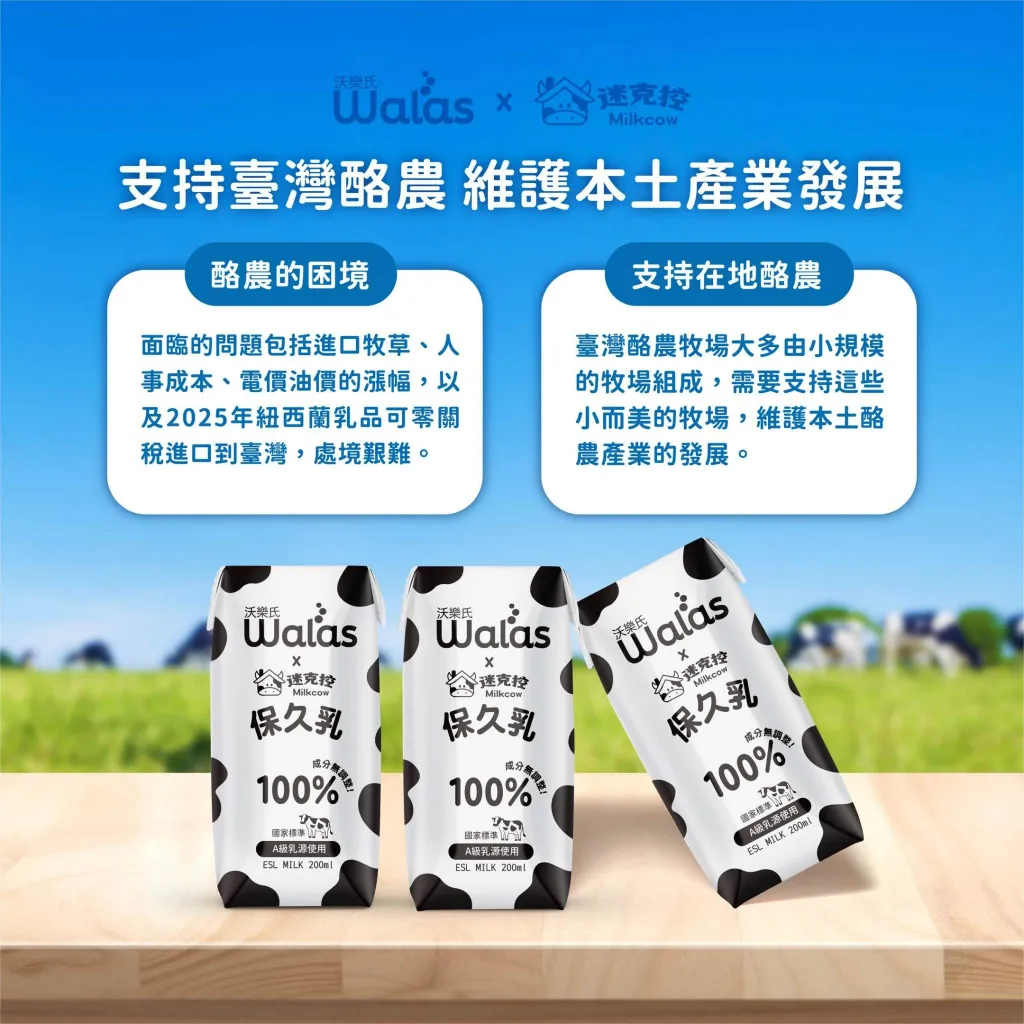 沃樂氏
Walas x 迷克控
Milkcow
支持臺灣酪農 維護本土產業發展
酪農的困境
面臨的問題包括進口牧草、人
事成本、電價油價的漲幅，以
及2025年紐西蘭乳品可零關
稅進口到臺灣，處境艱難。
支持在地酪農
臺灣酪農牧場大多由小規模
的牧場組成，需要支持這些
小而美的牧場，維護本土酪
農產業的發展。
沃樂氏
Walas
x
迷克控
Milkcow
保久乳
成分無調整!
100%
國家標準
A級乳源使用
ESL MILK 200ml
沃樂氏
Walas
x
迷克控
Milkcow
保久乳
成分無調整!
100%
國家標準
A級乳源使用
ESL MILK 200ml
沃樂氏
Walas
x
迷克控
Milkcow
保久乳
成分無調整!
100%
國家標準
A級乳源使用
ESL MILK 200ml